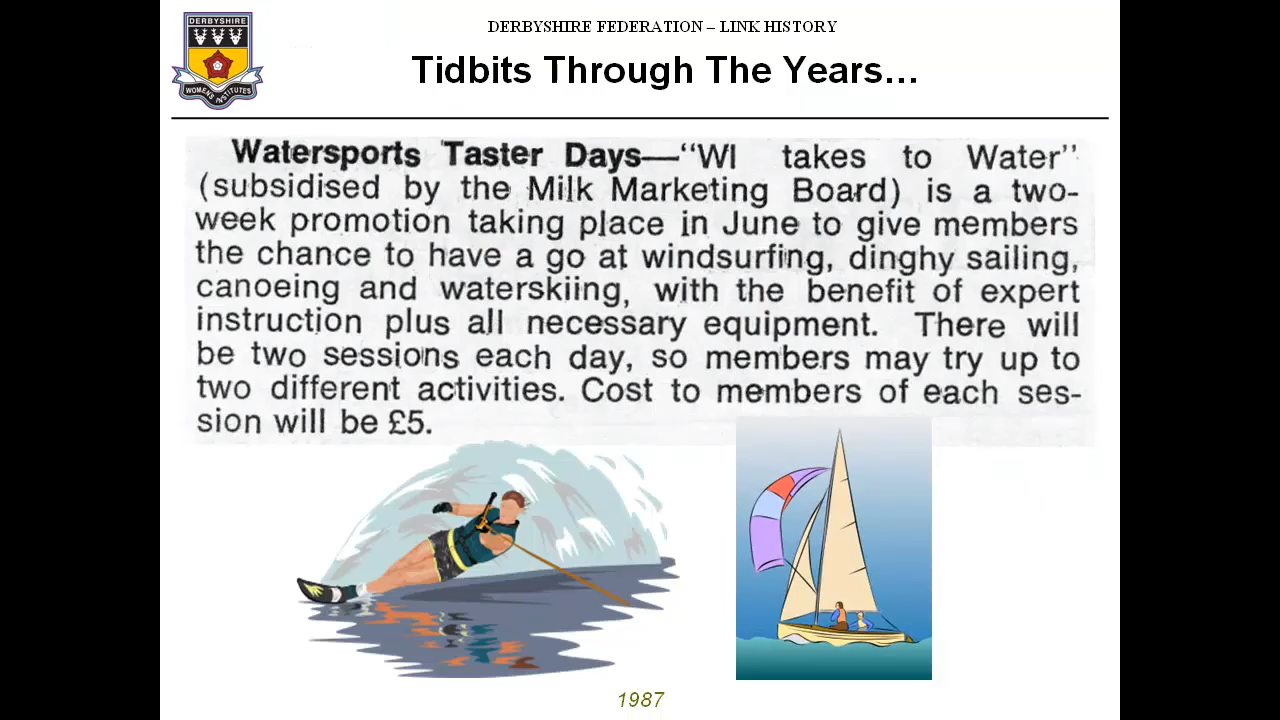 DERBYSHIRE
WOMENS INSTITUTES
DERBYSHIRE FEDERATION – LINK HISTORY
Tidbits Through The Years…
Watersports Taster Days—“WI takes to Water”
(subsidised by the Milk Marketing Board) is a two-
week promotion taking place in June to give members
the chance to have a go at windsurfing, dinghy sailing,
canoeing and waterskiing, with the benefit of expert
instruction plus all necessary equipment. There will
be two sessions each day, so members may try up to
two different activities. Cost to members of each ses-
sion will be £5.
1987